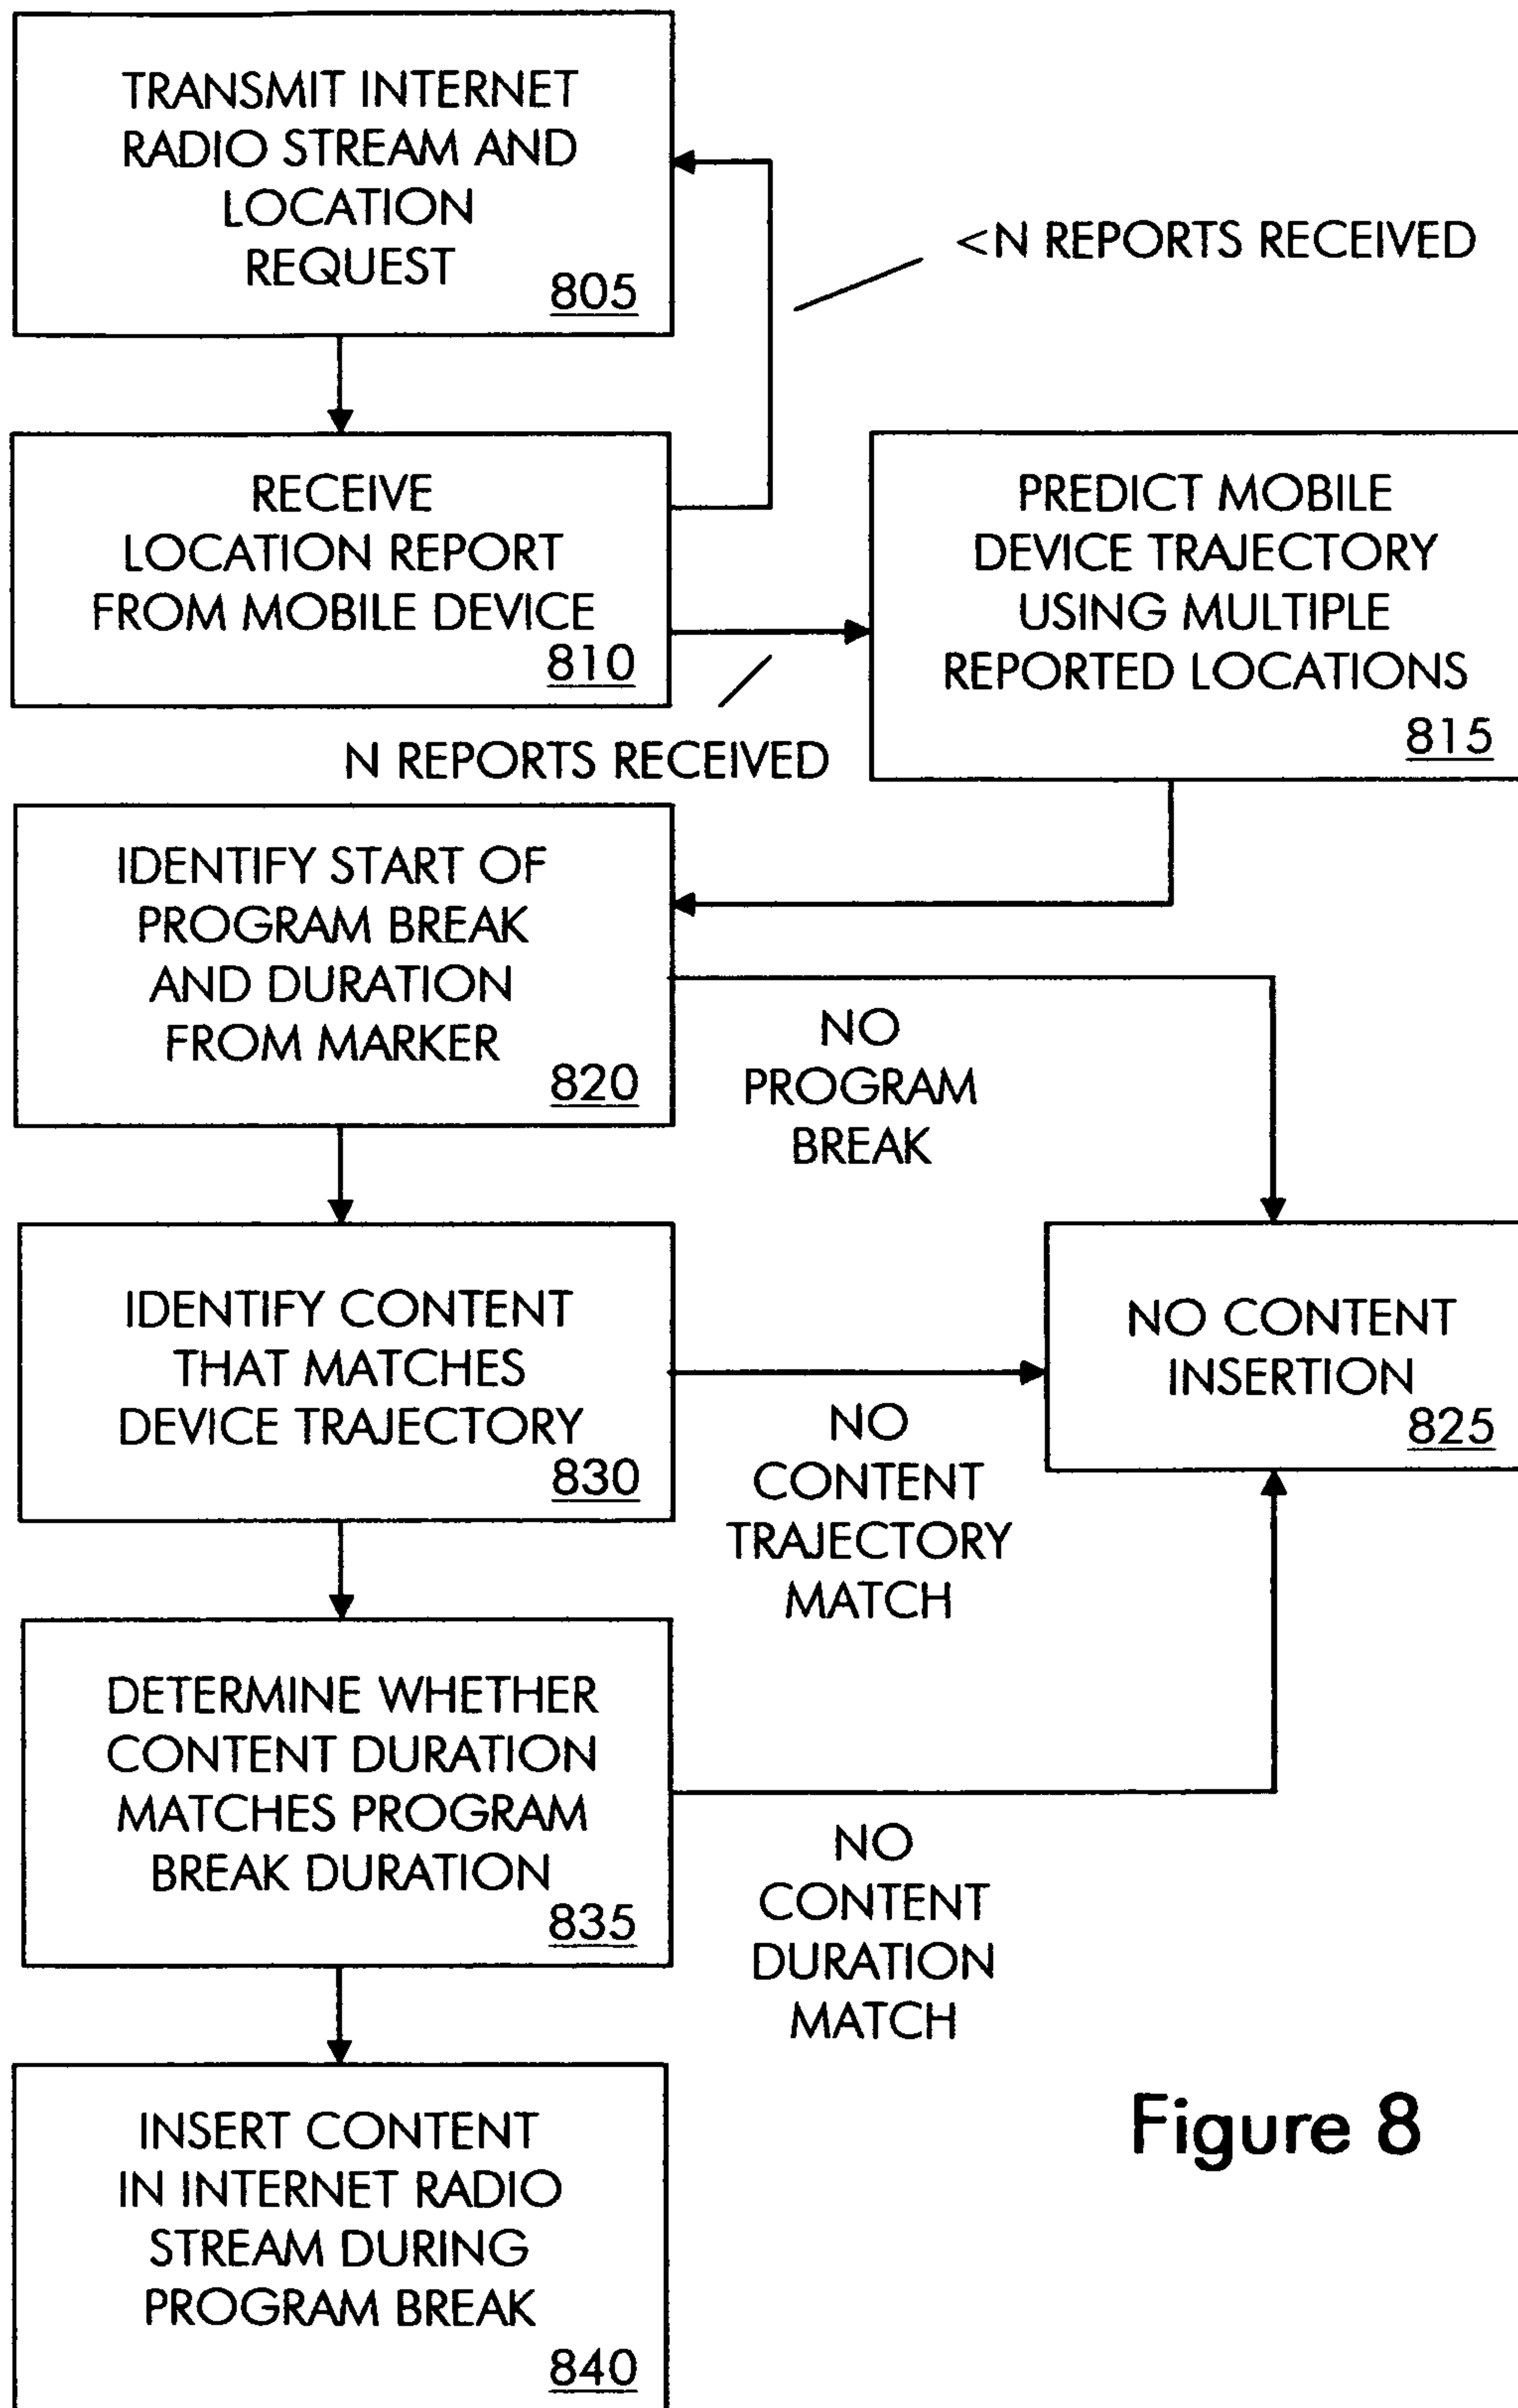 TRANSMIT INTERNET
RADIO STREAM AND
LOCATION
REQUEST
805
<N REPORTS RECEIVED
RECEIVE
LOCATION REPORT
FROM MOBILE DEVICE
810
N REPORTS RECEIVED
PREDICT MOBILE
DEVICE TRAJECTORY
USING MULTIPLE
REPORTED LOCATIONS
815
IDENTIFY START OF
PROGRAM BREAK
AND DURATION
FROM MARKER
820
NO
PROGRAM
BREAK
IDENTIFY CONTENT
THAT MATCHES
DEVICE TRAJECTORY
830
NO
CONTENT
TRAJECTORY
MATCH
NO CONTENT
INSERTION
825
DETERMINE WHETHER
CONTENT DURATION
MATCHES PROGRAM
BREAK DURATION
835
NO
CONTENT
DURATION
MATCH
INSERT CONTENT
IN INTERNET RADIO
STREAM DURING
PROGRAM BREAK
840
Figure 8